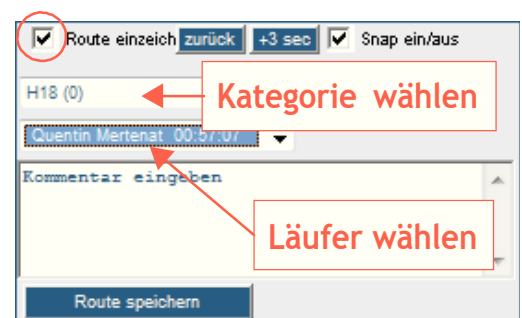 Route einzeich zurück +3 sec Snap ein/aus
H18 (0)
Kategorie wählen
Quentin Mertenat 00:57:07
Kommentar eingeben
Läufer wählen
Route speichern